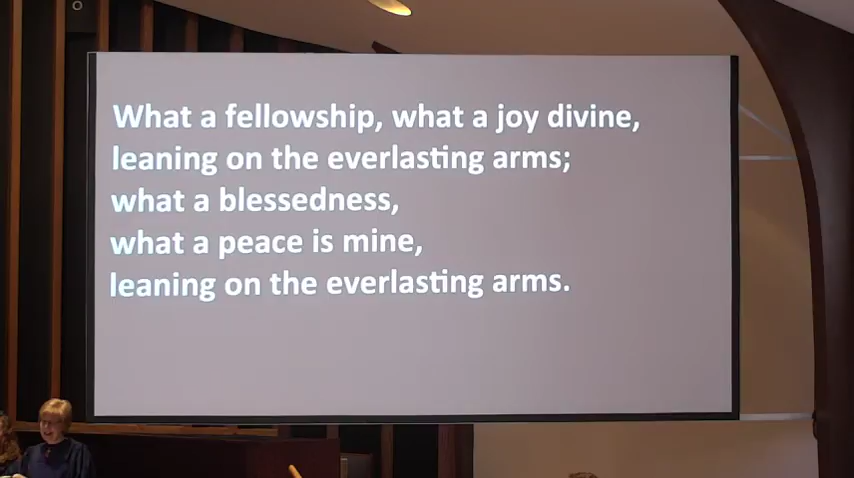 What a fellowship, what a joy divine,
leaning on the everlasting arms;
what a blessedness,
what a peace is mine,
leaning on the everlasting arms.